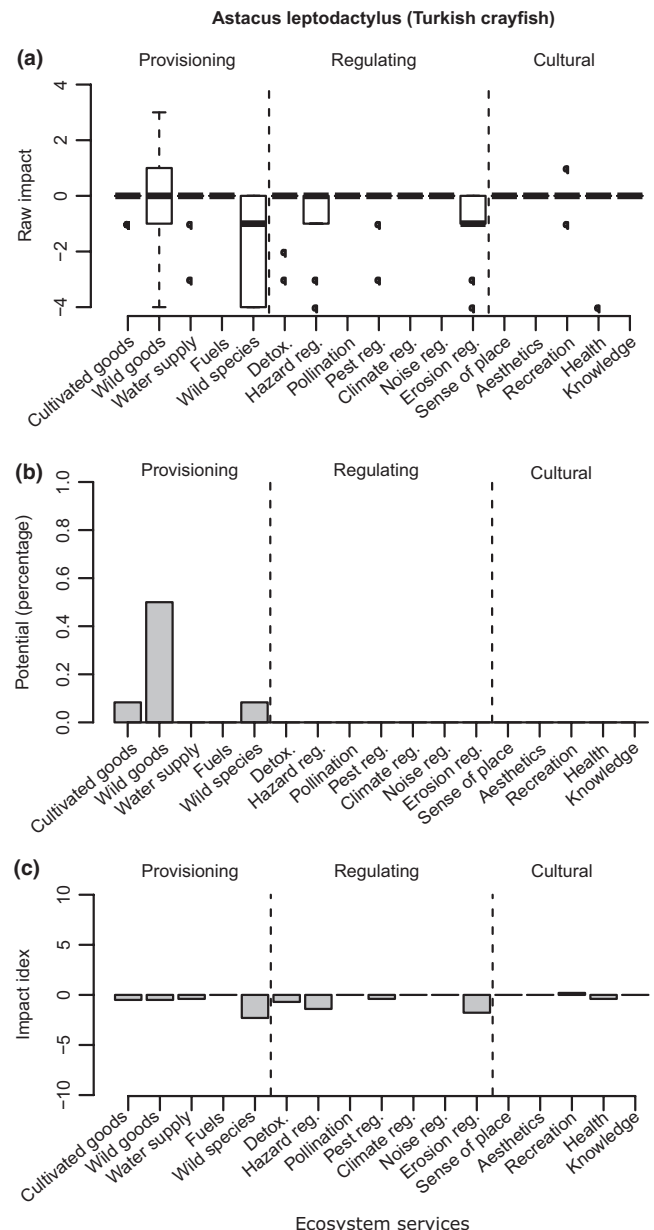 Astacus leptodactylus (Turkish crayfish)
(a)
Provisioning Regulating Cultural
Raw impact
4
2
0
−2
−4
Cultivated goods
Wild goods
Water supply
Fuels
Wild species
Detox.
Hazard reg.
Pollination
Pest reg.
Climate reg.
Noise reg.
Erosion reg.
Sense of place
Aesthetics
Recreation
Health
Knowledge
(b)
Provisioning Regulating Cultural
Potential (percentage)
1.0
0.8
0.6
0.4
0.2
0.0
Cultivated goods
Wild goods
Water supply
Fuels
Wild species
Detox.
Hazard reg.
Pollination
Pest reg.
Climate reg.
Noise reg.
Erosion reg.
Sense of place
Aesthetics
Recreation
Health
Knowledge
(c)
Provisioning Regulating Cultural
Impact idex
10
5
0
−5
−10
Cultivated goods
Wild goods
Water supply
Fuels
Wild species
Detox.
Hazard reg.
Pollination
Pest reg.
Climate reg.
Noise reg.
Erosion reg.
Sense of place
Aesthetics
Recreation
Health
Knowledge
Ecosystem services